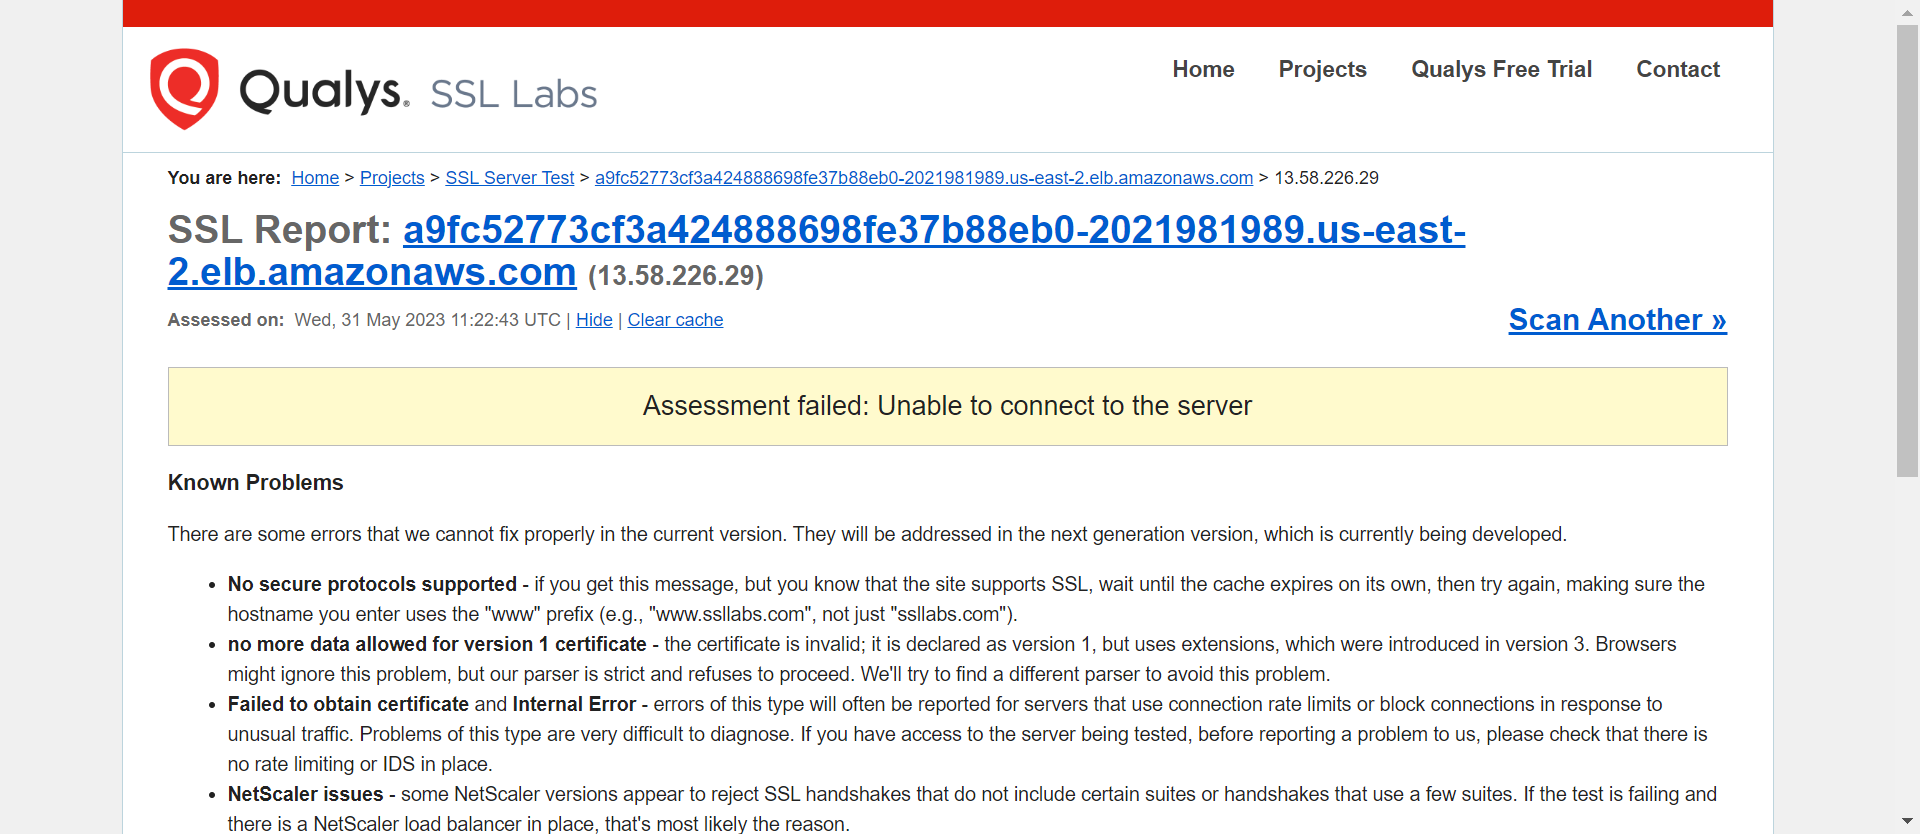 Qualys. SSL Labs
Home Projects Qualys Free Trial Contact
You are here: Home > Projects > SSL Server Test > a9fc52773cf3a424888698fe37b88eb0-2021981989.us-east-2.elb.amazonaws.com > 13.58.226.29
SSL Report: a9fc52773cf3a424888698fe37b88eb0-2021981989.us-east-
2.elb.amazonaws.com (13.58.226.29)
Assessed on: Wed, 31 May 2023 11:22:43 UTC | Hide | Clear cache
Scan Another »
Assessment failed: Unable to connect to the server
Known Problems
There are some errors that we cannot fix properly in the current version. They will be addressed in the next generation version, which is currently being developed.
• No secure protocols supported - if you get this message, but you know that the site supports SSL, wait until the cache expires on its own, then try again, making sure the
hostname you enter uses the "www" prefix (e.g., "www.ssllabs.com", not just "ssllabs.com").
• no more data allowed for version 1 certificate - the certificate is invalid; it is declared as version 1, but uses extensions, which were introduced in version 3. Browsers
might ignore this problem, but our parser is strict and refuses to proceed. We'll try to find a different parser to avoid this problem.
• Failed to obtain certificate and Internal Error - errors of this type will often be reported for servers that use connection rate limits or block connections in response to
unusual traffic. Problems of this type are very difficult to diagnose. If you have access to the server being tested, before reporting a problem to us, please check that there is
no rate limiting or IDS in place.
• NetScaler issues - some NetScaler versions appear to reject SSL handshakes that do not include certain suites or handshakes that use a few suites. If the test is failing and
there is a NetScaler load balancer in place, that's most likely the reason.